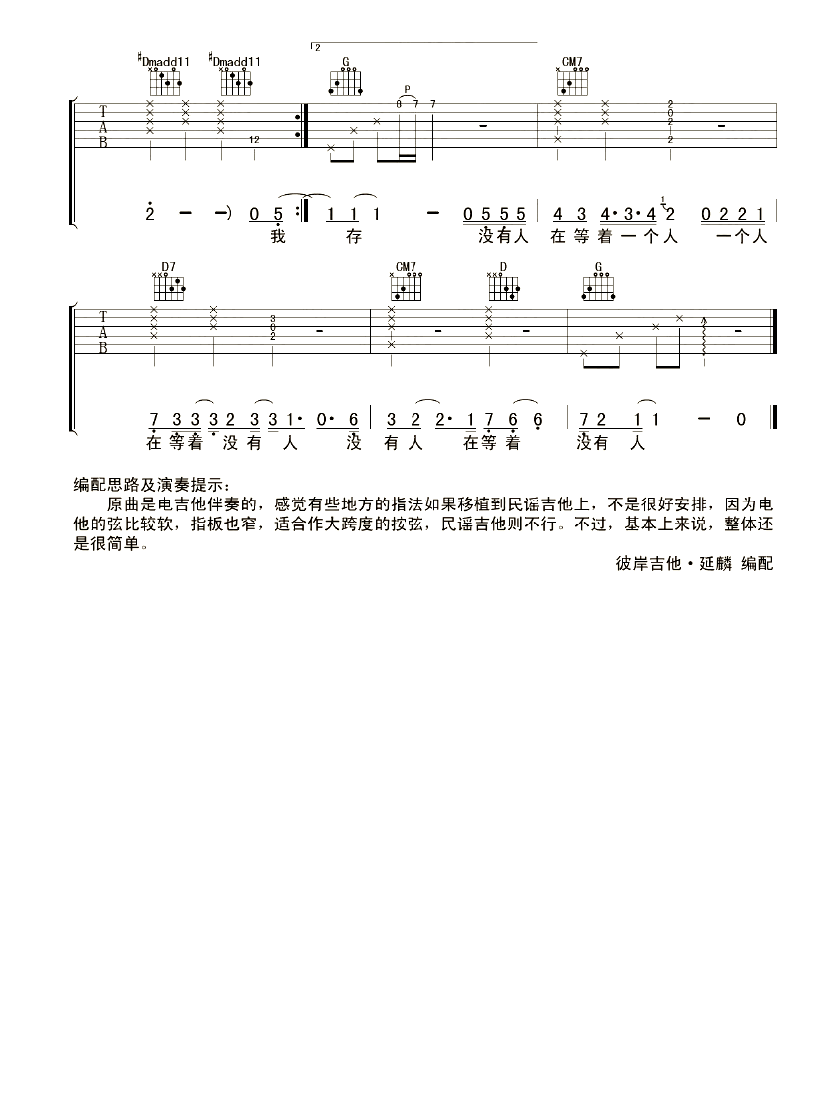 2
♯Dmadd11 ♯Dmadd11 G CM7
P
T A B 12 8 7 7 2 0 2 2
2 - - ) 0 5 :| 1 1 1 - 0 5 5 5 | 4 3 4· 3· 4 1 2 0 2 2 1
我 存 没有人 在等着一个人 一个人
D7 CM7 D G
T A B 3 0 2
7 3 3 3 2 3 3 1· 0· 6 | 3 2 2· 1 7 6 6 | 7 2 1 1 - 0
在等着 没有人 没 有人 在等着 没有 人
编配思路及演奏提示：
原曲是电吉他伴奏的，感觉有些地方的指法如果移植到民谣吉他上，不是很好安排，因为电
他的弦比较软，指板也窄，适合作大跨度的按弦，民谣吉他则不行。不过，基本上来说，整体还
是很简单。
彼岸吉他·延麟 编配